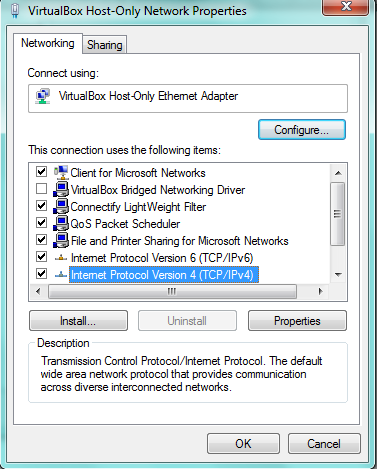 VirtualBox Host-Only Network Properties
Networking
Sharing
Connect using:
VirtualBox Host-Only Ethernet Adapter
Configure...
This connection uses the following items:
Client for Microsoft Networks
VirtualBox Bridged Networking Driver
Connectify LightWeight Filter
QoS Packet Scheduler
File and Printer Sharing for Microsoft Networks
Internet Protocol Version 6 (TCP/IPv6)
Internet Protocol Version 4 (TCP/IPv4)
Install...
Uninstall
Properties
Description
Transmission Control Protocol/Internet Protocol. The default
wide area network protocol that provides communication
across diverse interconnected networks.
OK
Cancel